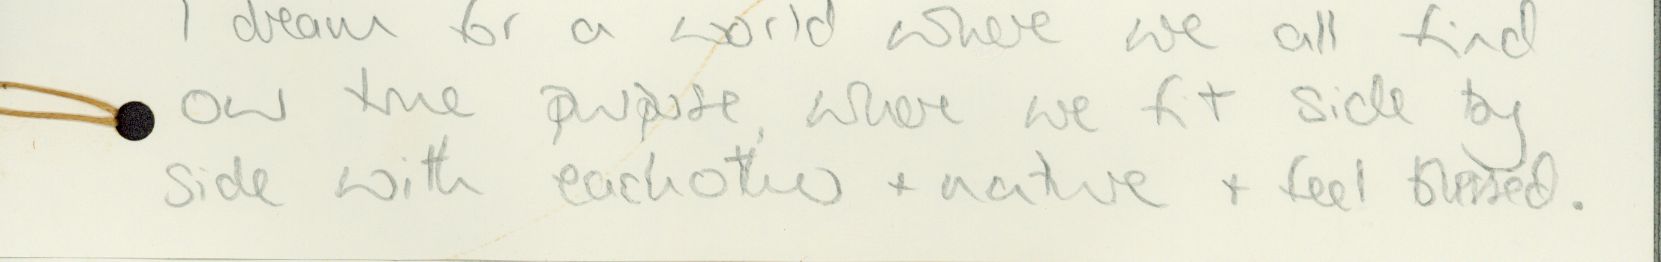 I dream for a world where we all find
our true purpose, where we fit side by
side with eachother + nature + feel blessed.